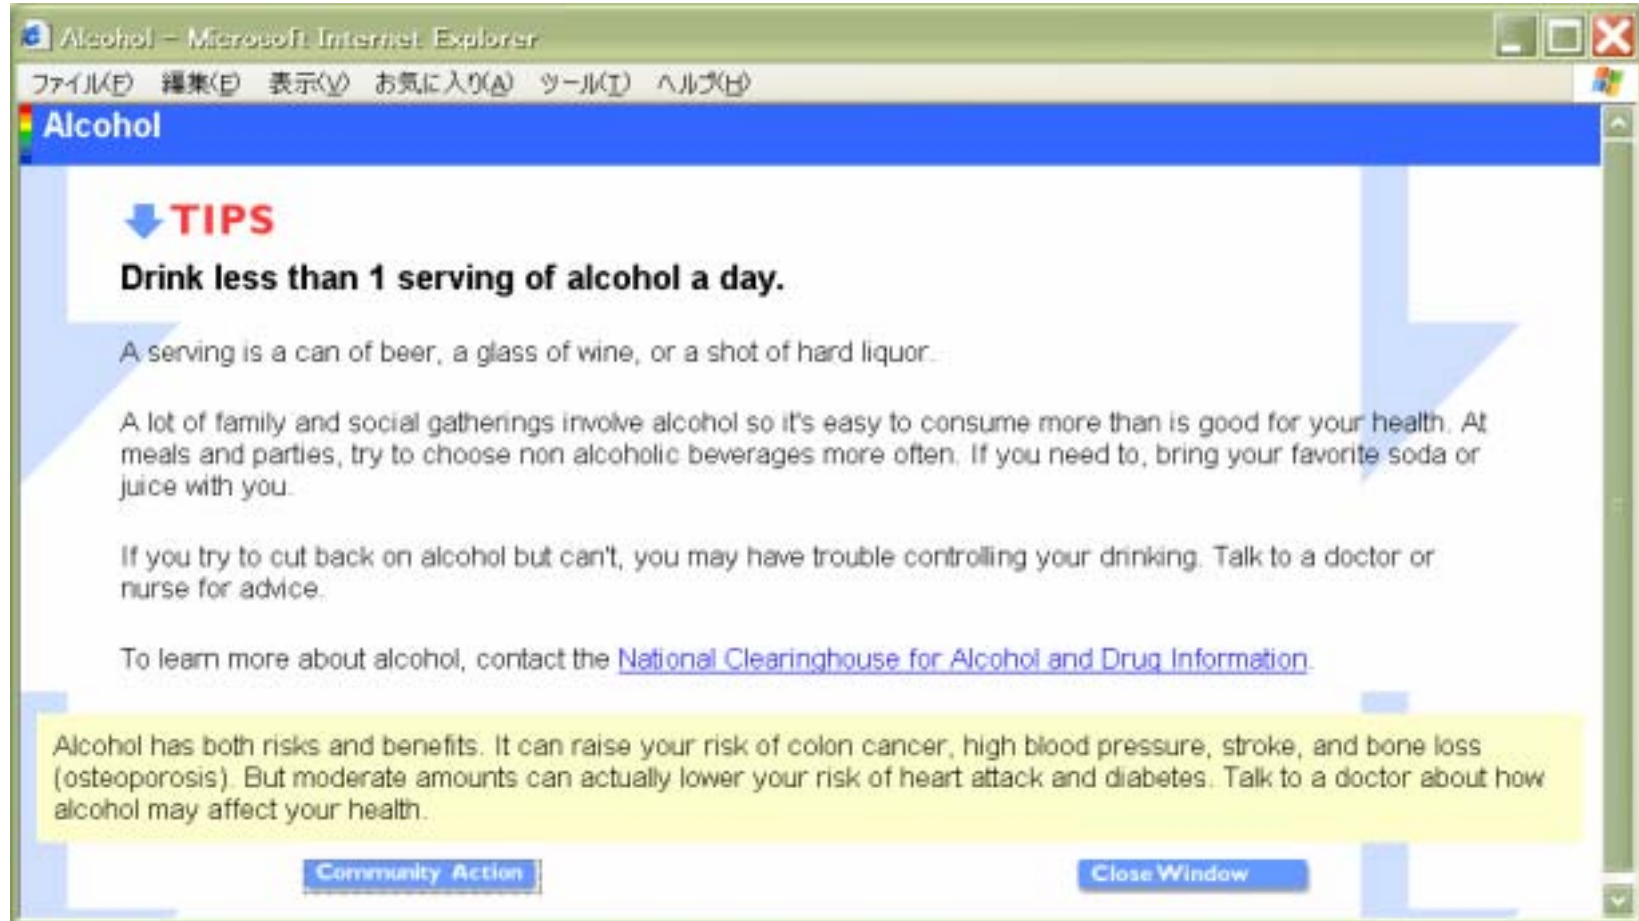 Alcohol - Microsoft Internet Explorer
ファイル(F) 編集(E) 表示(V) お気に入り(A) ツール(T) ヘルプ(H)
Alcohol
TIPS
Drink less than 1 serving of alcohol a day.
A serving is a can of beer, a glass of wine, or a shot of hard liquor.
A lot of family and social gatherings involve alcohol so it's easy to consume more than is good for your health. At
meals and parties, try to choose non alcoholic beverages more often. If you need to, bring your favorite soda or
juice with you.
If you try to cut back on alcohol but can't, you may have trouble controlling your drinking. Talk to a doctor or
nurse for advice.
To learn more about alcohol, contact the National Clearinghouse for Alcohol and Drug Information.
Alcohol has both risks and benefits. It can raise your risk of colon cancer, high blood pressure, stroke, and bone loss
(osteoporosis). But moderate amounts can actually lower your risk of heart attack and diabetes. Talk to a doctor about how
alcohol may affect your health.
Community Action Close Window